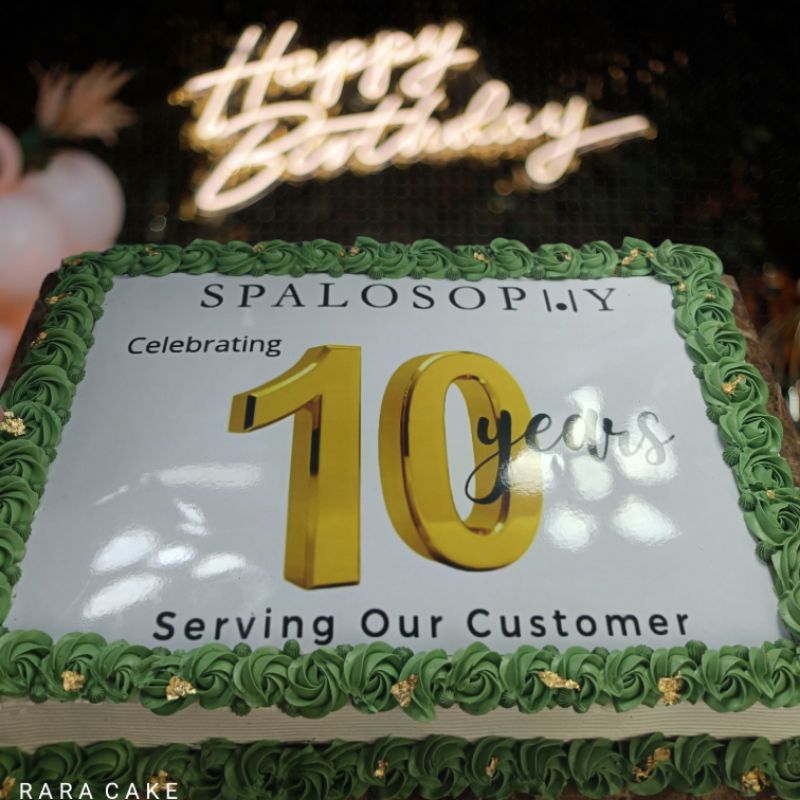 Happy
Birthday
SPALOSOPHY
Celebrating
10
years
Serving Our Customer
RARA CAKE